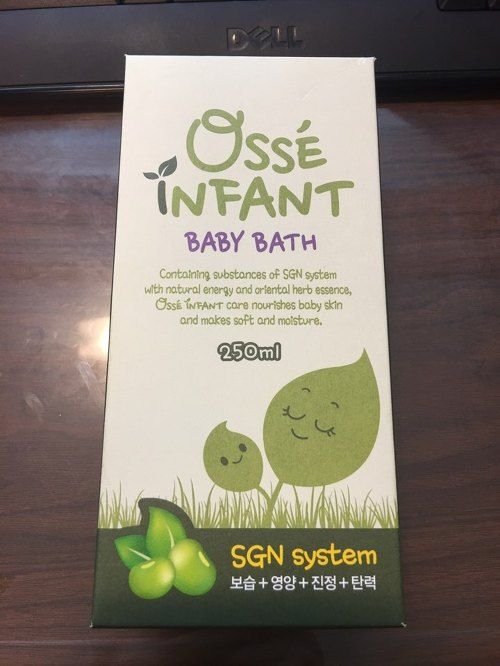 DELL
Ossé
iNFANT
BABY BATH
Containing substances of SGN system
with natural energy and oriental herb essence,
Ossé iNFANT care nourishes baby skin
and makes soft and moisture.
250ml
SGN system
보습+영양+진정+탄력